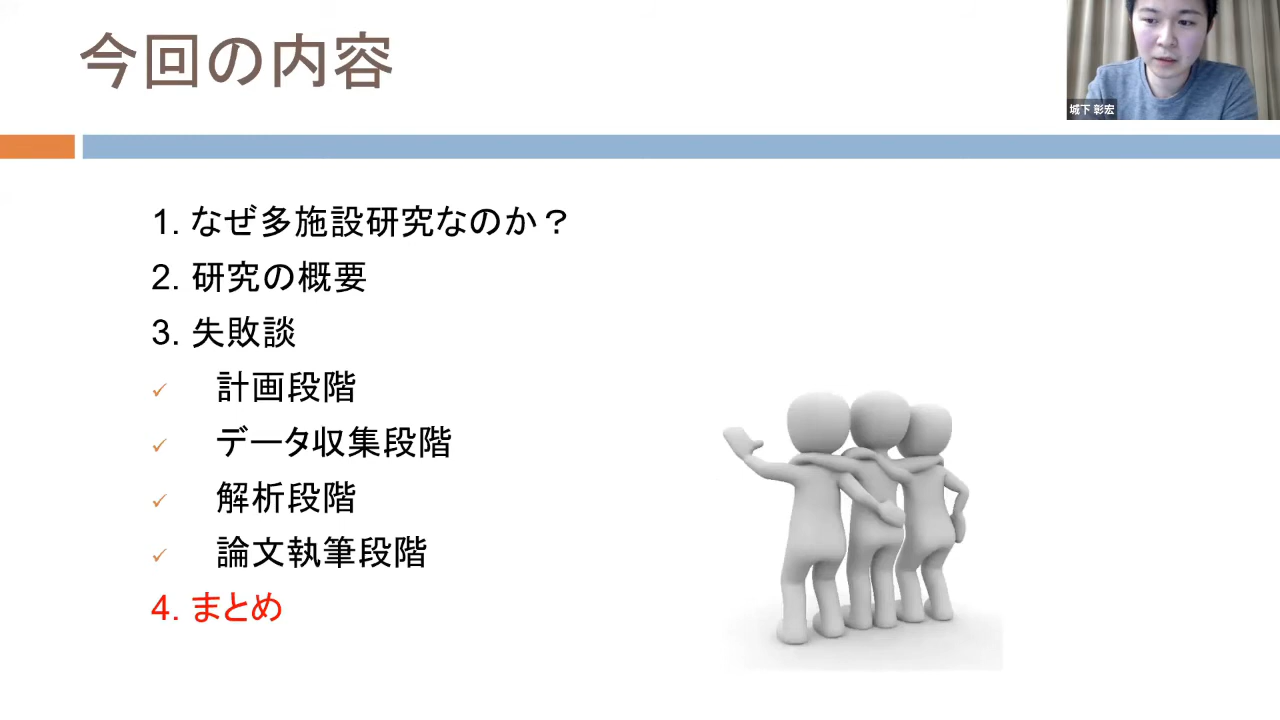 今回の内容
城下 彰宏
1. なぜ多施設研究なのか？
2. 研究の概要
3. 失敗談
✓ 計画段階
✓ データ収集段階
✓ 解析段階
✓ 論文執筆段階
4. まとめ